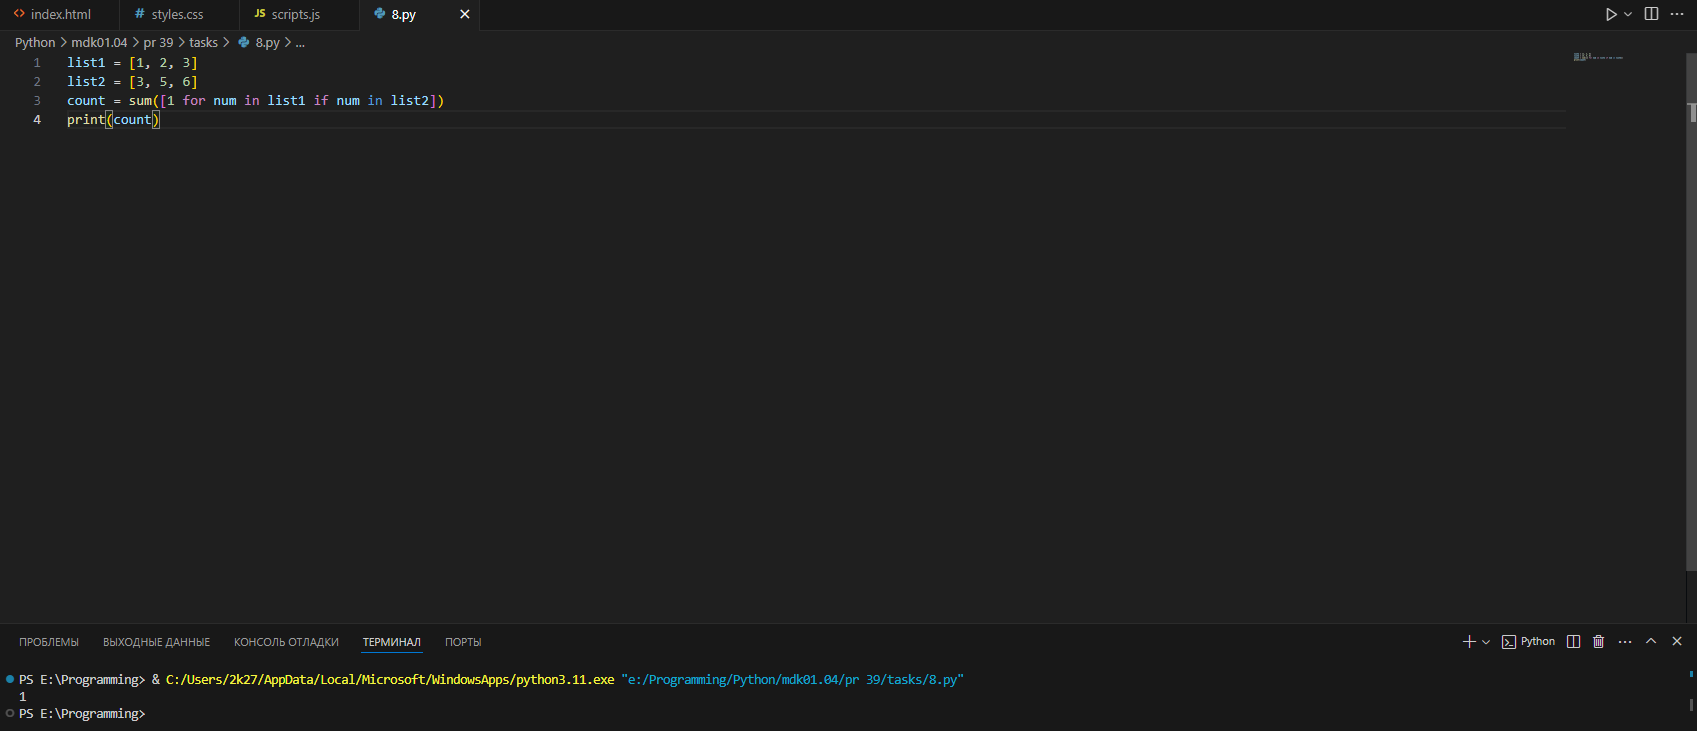 index.html # styles.css JS scripts.js 8.py
Python > mdk01.04 > pr 39 > tasks > 8.py > ...
1 list1 = [1, 2, 3]
2 list2 = [3, 5, 6]
3 count = sum([1 for num in list1 if num in list2])
4 print(count)
ПРОБЛЕМЫ ВЫХОДНЫЕ ДАННЫЕ КОНСОЛЬ ОТЛАДКИ ТЕРМИНАЛ ПОРТЫ Python
PS E:\Programming> & C:/Users/2k27/AppData/Local/Microsoft/WindowsApps/python3.11.exe "e:/Programming/Python/mdk01.04/pr 39/tasks/8.py"
1
PS E:\Programming>